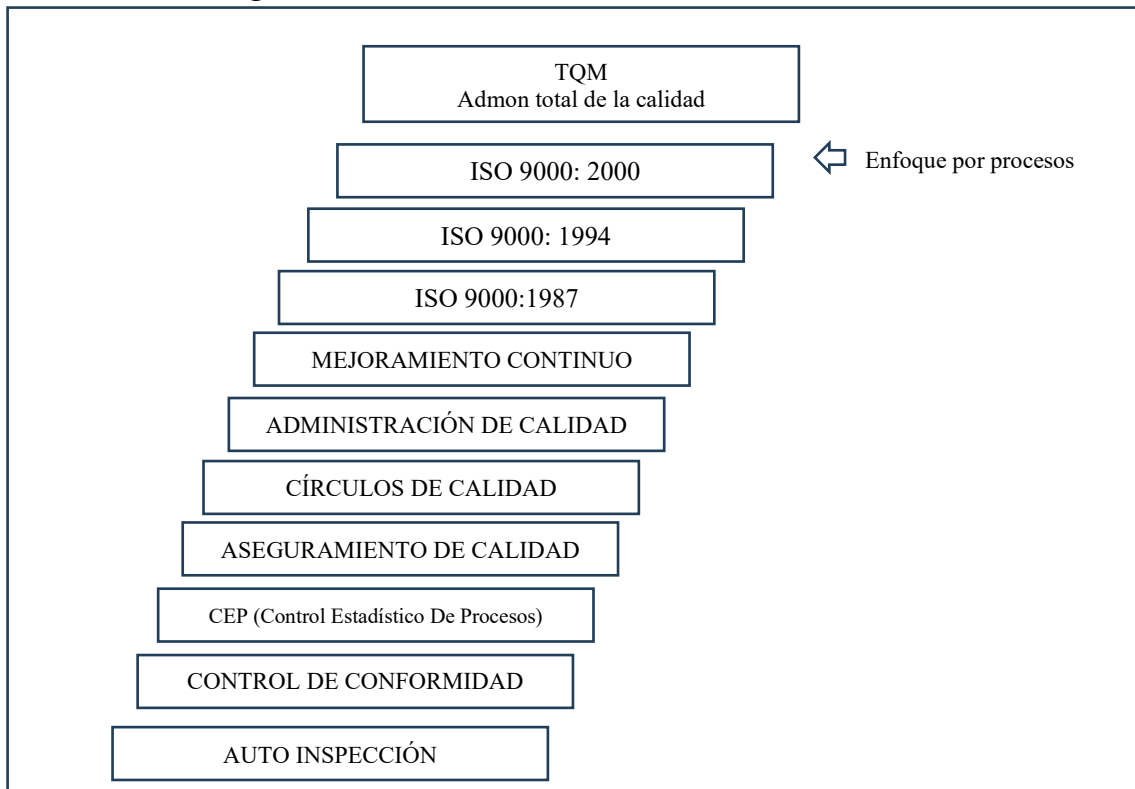 TQM
Admon total de la calidad
ISO 9000: 2000
Enfoque por procesos
ISO 9000: 1994
ISO 9000:1987
MEJORAMIENTO CONTINUO
ADMINISTRACIÓN DE CALIDAD
CÍRCULOS DE CALIDAD
ASEGURAMIENTO DE CALIDAD
CEP (Control Estadístico De Procesos)
CONTROL DE CONFORMIDAD
AUTO INSPECCIÓN